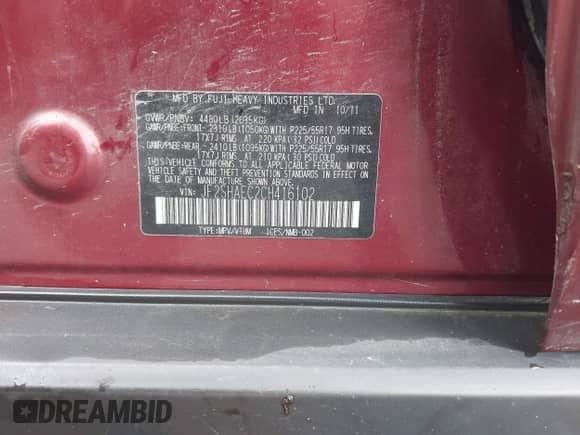 MFD BY FUJI HEAVY INDUSTRIES LTD.
MFD IN 10/11
GVWR/PNBV: 4480LB(2035KG)
GAWR/PNBE-FRONT- 2310LB(1050KG)WITH P225/55R17 95H TIRES,
17X7J RIMS, AT 220 KPA(32 PSI)COLD
GAWR/PNBE-REAR - 2410LB(1095KG)WITH P225/55R17 95H TIRES,
17X7J RIMS, AT 210 KPA(30 PSI)COLD
THIS VEHICLE CONFORMS TO ALL APPLICABLE FEDERAL MOTOR
VEHICLE SAFETY AND THEFT PREVENTION STANDARDS IN EFFECT
ON THE DATE OF MANUFACTURE SHOWN ABOVE.
VIN: JF2SHAEC2CH416102
TYPE:MPV/VTUM JCPS/NMB-002
DREAMBID